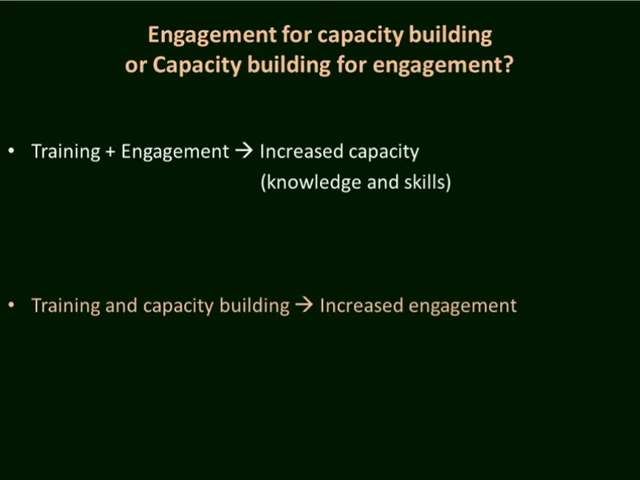 Engagement for capacity building
or Capacity building for engagement?
• Training + Engagement → Increased capacity
(knowledge and skills)
• Training and capacity building → Increased engagement